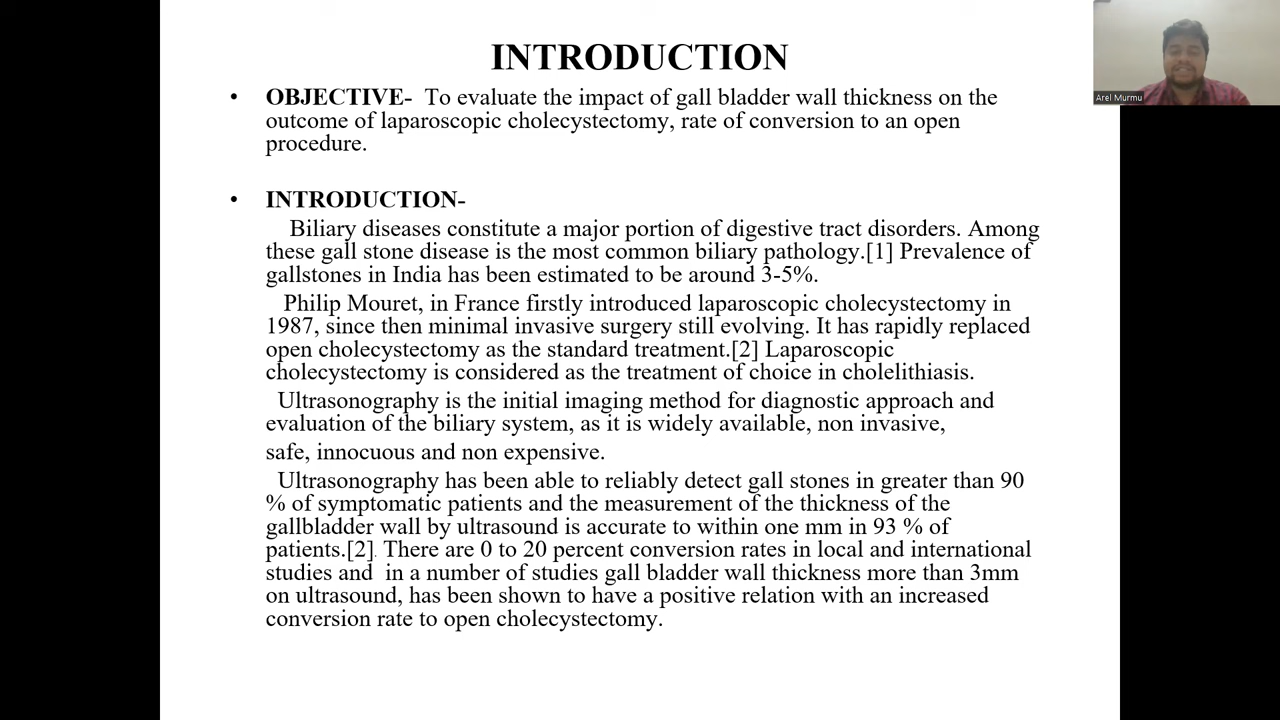 INTRODUCTION
• OBJECTIVE- To evaluate the impact of gall bladder wall thickness on the
outcome of laparoscopic cholecystectomy, rate of conversion to an open
procedure.
• INTRODUCTION-
Biliary diseases constitute a major portion of digestive tract disorders. Among
these gall stone disease is the most common biliary pathology.[1] Prevalence of
gallstones in India has been estimated to be around 3-5%.
Philip Mouret, in France firstly introduced laparoscopic cholecystectomy in
1987, since then minimal invasive surgery still evolving. It has rapidly replaced
open cholecystectomy as the standard treatment.[2] Laparoscopic
cholecystectomy is considered as the treatment of choice in cholelithiasis.
Ultrasonography is the initial imaging method for diagnostic approach and
evaluation of the biliary system, as it is widely available, non invasive,
safe, innocuous and non expensive.
Ultrasonography has been able to reliably detect gall stones in greater than 90
% of symptomatic patients and the measurement of the thickness of the
gallbladder wall by ultrasound is accurate to within one mm in 93 % of
patients.[2]. There are 0 to 20 percent conversion rates in local and international
studies and in a number of studies gall bladder wall thickness more than 3mm
on ultrasound, has been shown to have a positive relation with an increased
conversion rate to open cholecystectomy.
Arel Murmu